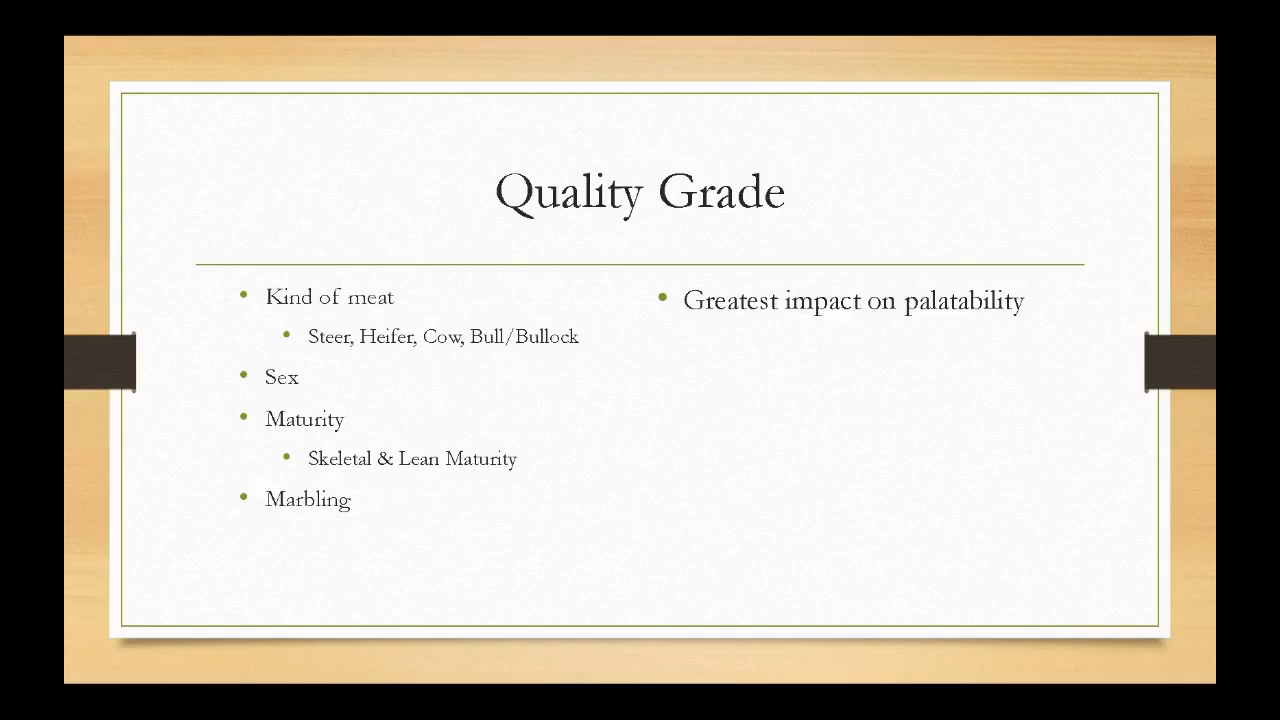 Quality Grade
Kind of meat
Steer, Heifer, Cow, Bull/Bullock
Sex
Maturity
Skeletal & Lean Maturity
Marbling
Greatest impact on palatability